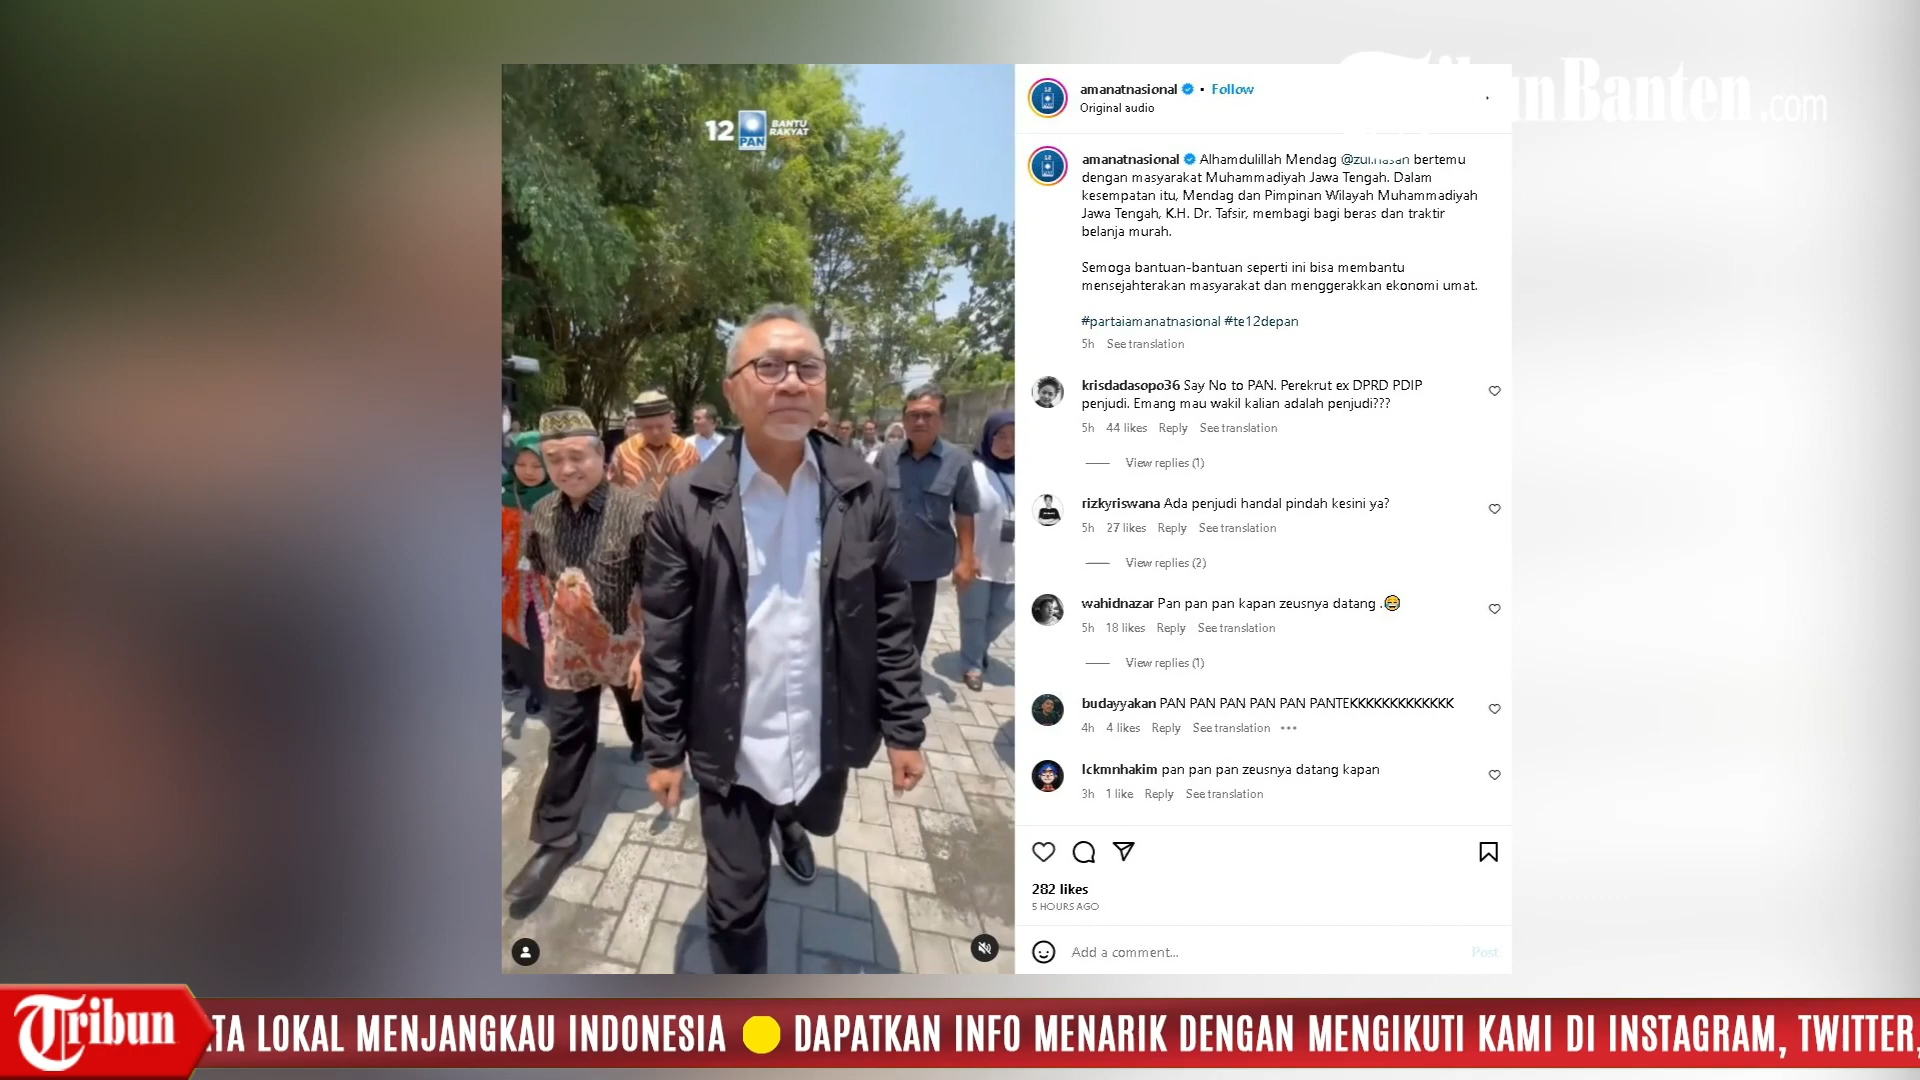 TribunBanten.com
12 PAN BANTU
RAKYAT
amanatnasional • Follow
Original audio
amanatnasional Alhamdulillah Mendag @zul.hasan bertemu
dengan masyarakat Muhammadiyah Jawa Tengah. Dalam
kesempatan itu, Mendag dan Pimpinan Wilayah Muhammadiyah
Jawa Tengah, K.H. Dr. Tafsir, membagi bagi beras dan traktir
belanja murah.
Semoga bantuan-bantuan seperti ini bisa membantu
mensejahterakan masyarakat dan menggerakkan ekonomi umat.
#partaiamanatnasional #te12depan
5h See translation
krisdadasopo36 Say No to PAN. Perekrut ex DPRD PDIP
penjudi. Emang mau wakil kalian adalah penjudi???
5h 44 likes Reply See translation
View replies (1)
rizkyriswana Ada penjudi handal pindah kesini ya?
5h 27 likes Reply See translation
View replies (2)
wahidnazar Pan pan pan kapan zeusnya datang .😂
5h 18 likes Reply See translation
View replies (1)
budayyakan PAN PAN PAN PAN PAN PANTEKKKKKKKKKKKKK
4h 4 likes Reply See translation •••
lckmnhakim pan pan pan zeusnya datang kapan
3h 1 like Reply See translation
282 likes
5 HOURS AGO
Add a comment... Post
Tribun
ATA LOKAL MENJANGKAU INDONESIA DAPATKAN INFO MENARIK DENGAN MENGIKUTI KAMI DI INSTAGRAM, TWITTER,